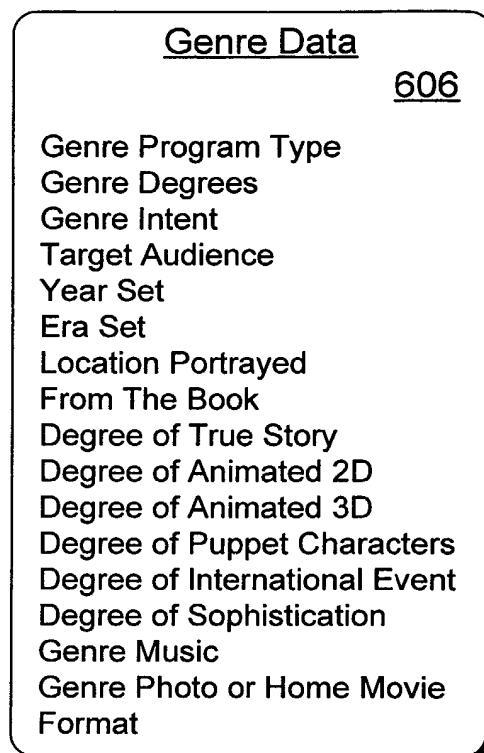 Genre Data
606
Genre Program Type
Genre Degrees
Genre Intent
Target Audience
Year Set
Era Set
Location Portrayed
From The Book
Degree of True Story
Degree of Animated 2D
Degree of Animated 3D
Degree of Puppet Characters
Degree of International Event
Degree of Sophistication
Genre Music
Genre Photo or Home Movie
Format